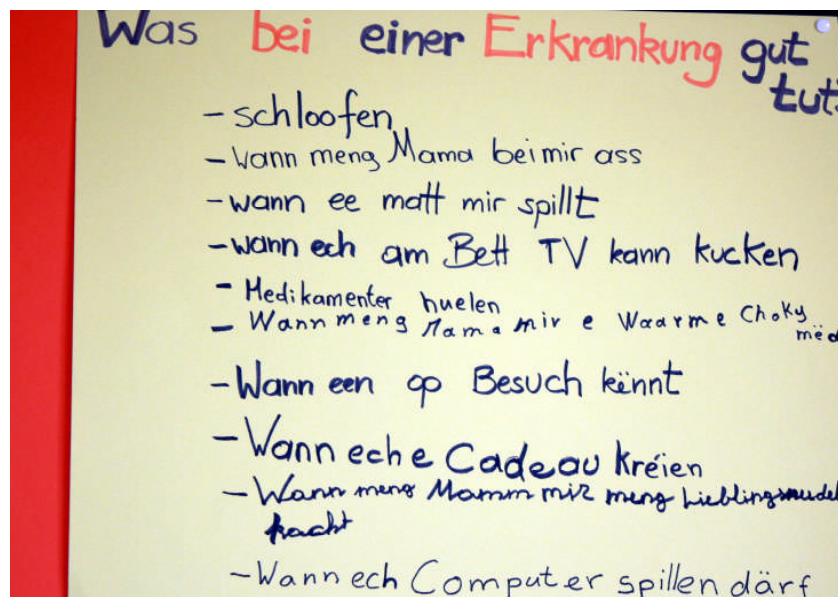 Was bei einer Erkrankung gut
tut
- schloofen
- Wann meng Mama bei mir ass
- wann ee matt mir spillt
- wann ech am Bett TV kann kucken
- Medikamenter huelen
- Wann meng Mama mir e Waarme Choky
- Wann een op Besuch kënnt
- Wann ech e Cadeau kréien
- Wann meng Mamm mir meng
kacht
- Wann ech Computer spillen därf